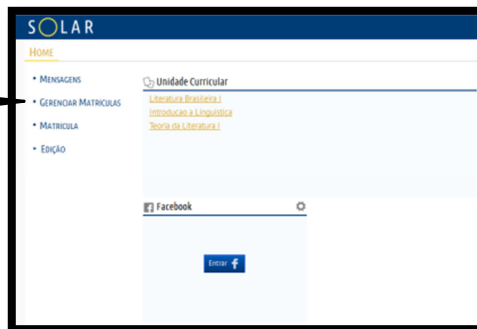 SOLAR
HOME
• MENSAGENS
• GERENCIAR MATRICULAS
• MATRICULA
• EDIÇÃO
Unidade Curricular
Literatura Brasileira I
Introducao a Linguistica
Teoria da Literatura I
Facebook
Entrar